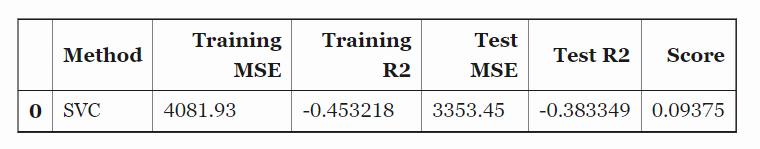 Method Training MSE Training R2 Test MSE Test R2 Score
0 SVC 4081.93 -0.453218 3353.45 -0.383349 0.09375